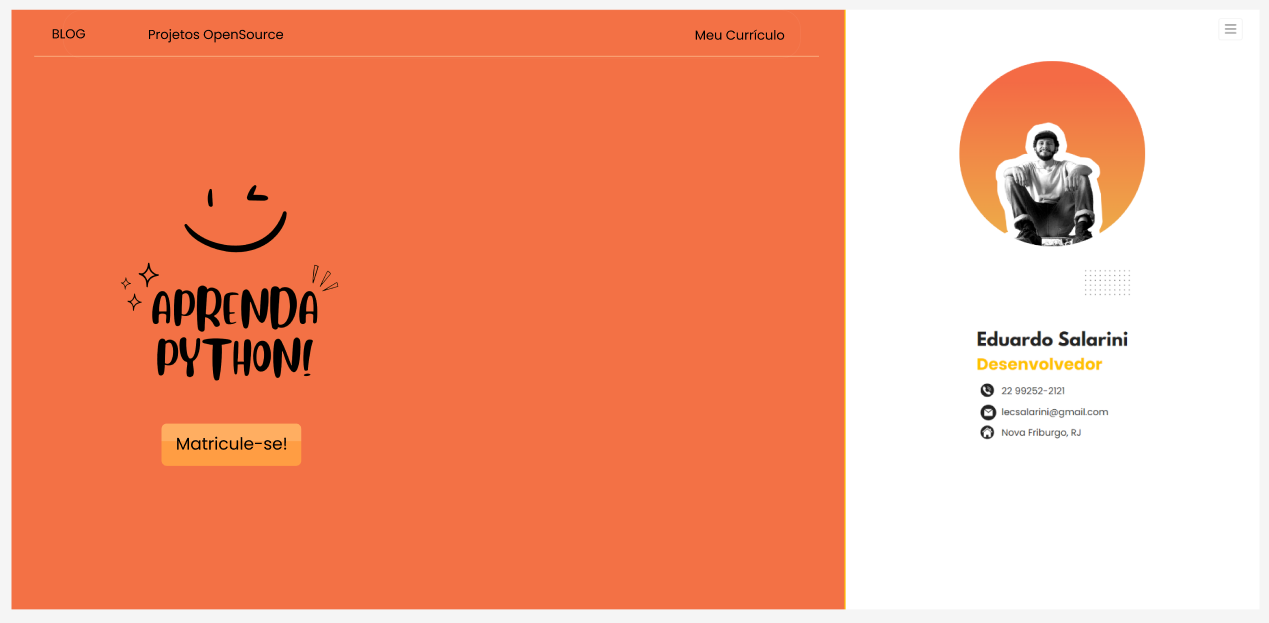 BLOG
Projetos OpenSource
Meu Currículo
APRENDA
PYTHON!
Matricule-se!
Eduardo Salarini
Desenvolvedor
22 99252-2121
lecsalarini@gmail.com
Nova Friburgo, RJ